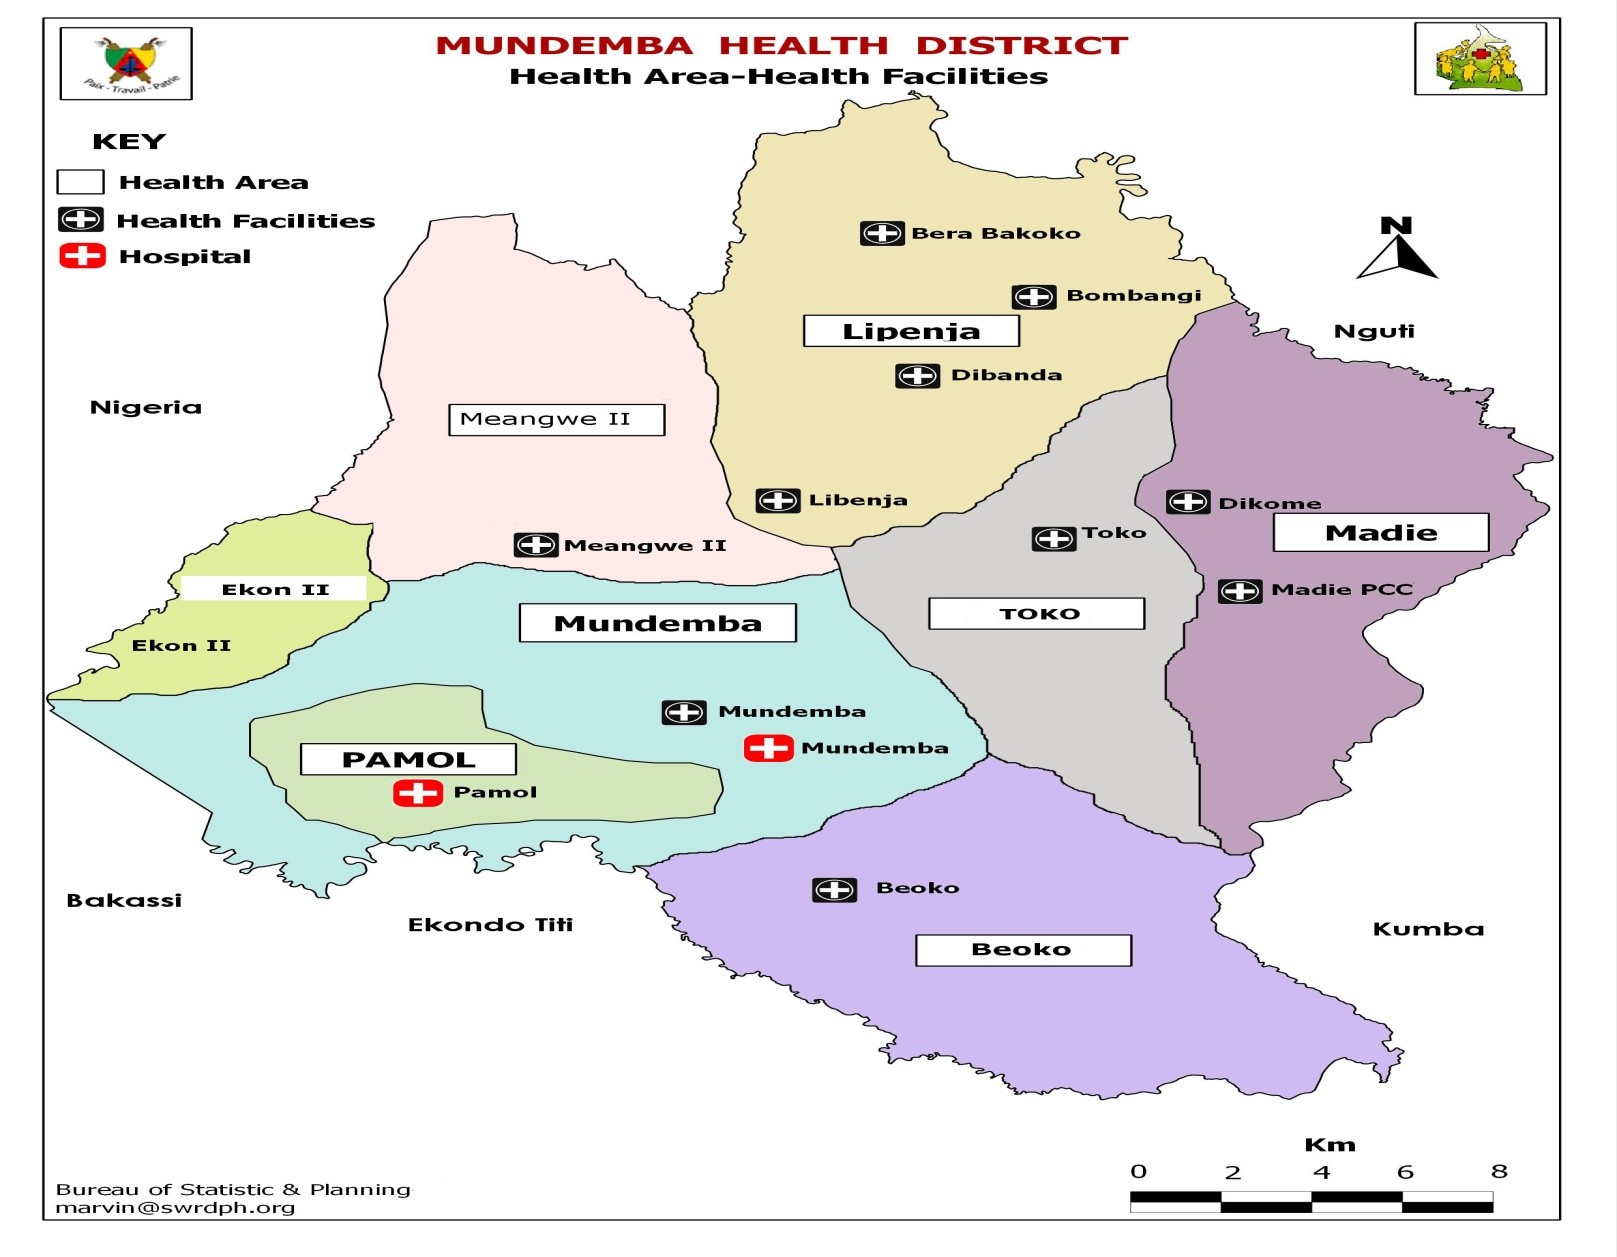 MUNDEMBA HEALTH DISTRICT
Health Area-Health Facilities
Paix - Travail - Patrie
KEY
Health Area
Health Facilities
Hospital
N
Nguti
Nigeria
Bera Bakoko
Bombangi
Lipenja
Dibanda
Meangwe II
Libenja
Meangwe II
Dikome
Madie
Toko
Madie PCC
TOKO
Ekon II
Ekon II
Mundemba
Mundemba
Mundemba
PAMOL
Pamol
Bakassi
Ekondo Titi
Beoko
Beoko
Kumba
Km
0 2 4 6 8
Bureau of Statistic & Planning
marvin@swrdph.org